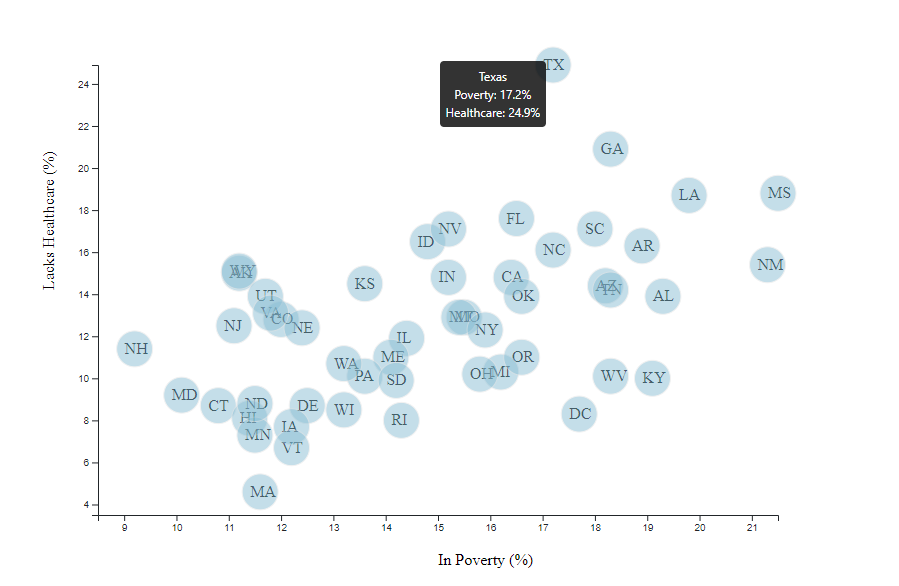 TX
Texas
Poverty: 17.2%
Healthcare: 24.9%
24
22
GA
20
LA
MS
18
FL
NV
SC
ID
AR
NC
16
NM
IN
CA
KS
AZ
14
UT
OK
AL
VA
CO
NJ
NE
NY
12
IL
NH
ME
OR
WA
PA
SD
OH
MI
WV
KY
10
MD
CT
ND
DE
WI
DC
8
HI
RI
IA
MN
VT
6
MA
4
9
10
11
12
13
14
15
16
17
18
19
20
21
In Poverty (%)
Lacks Healthcare (%)